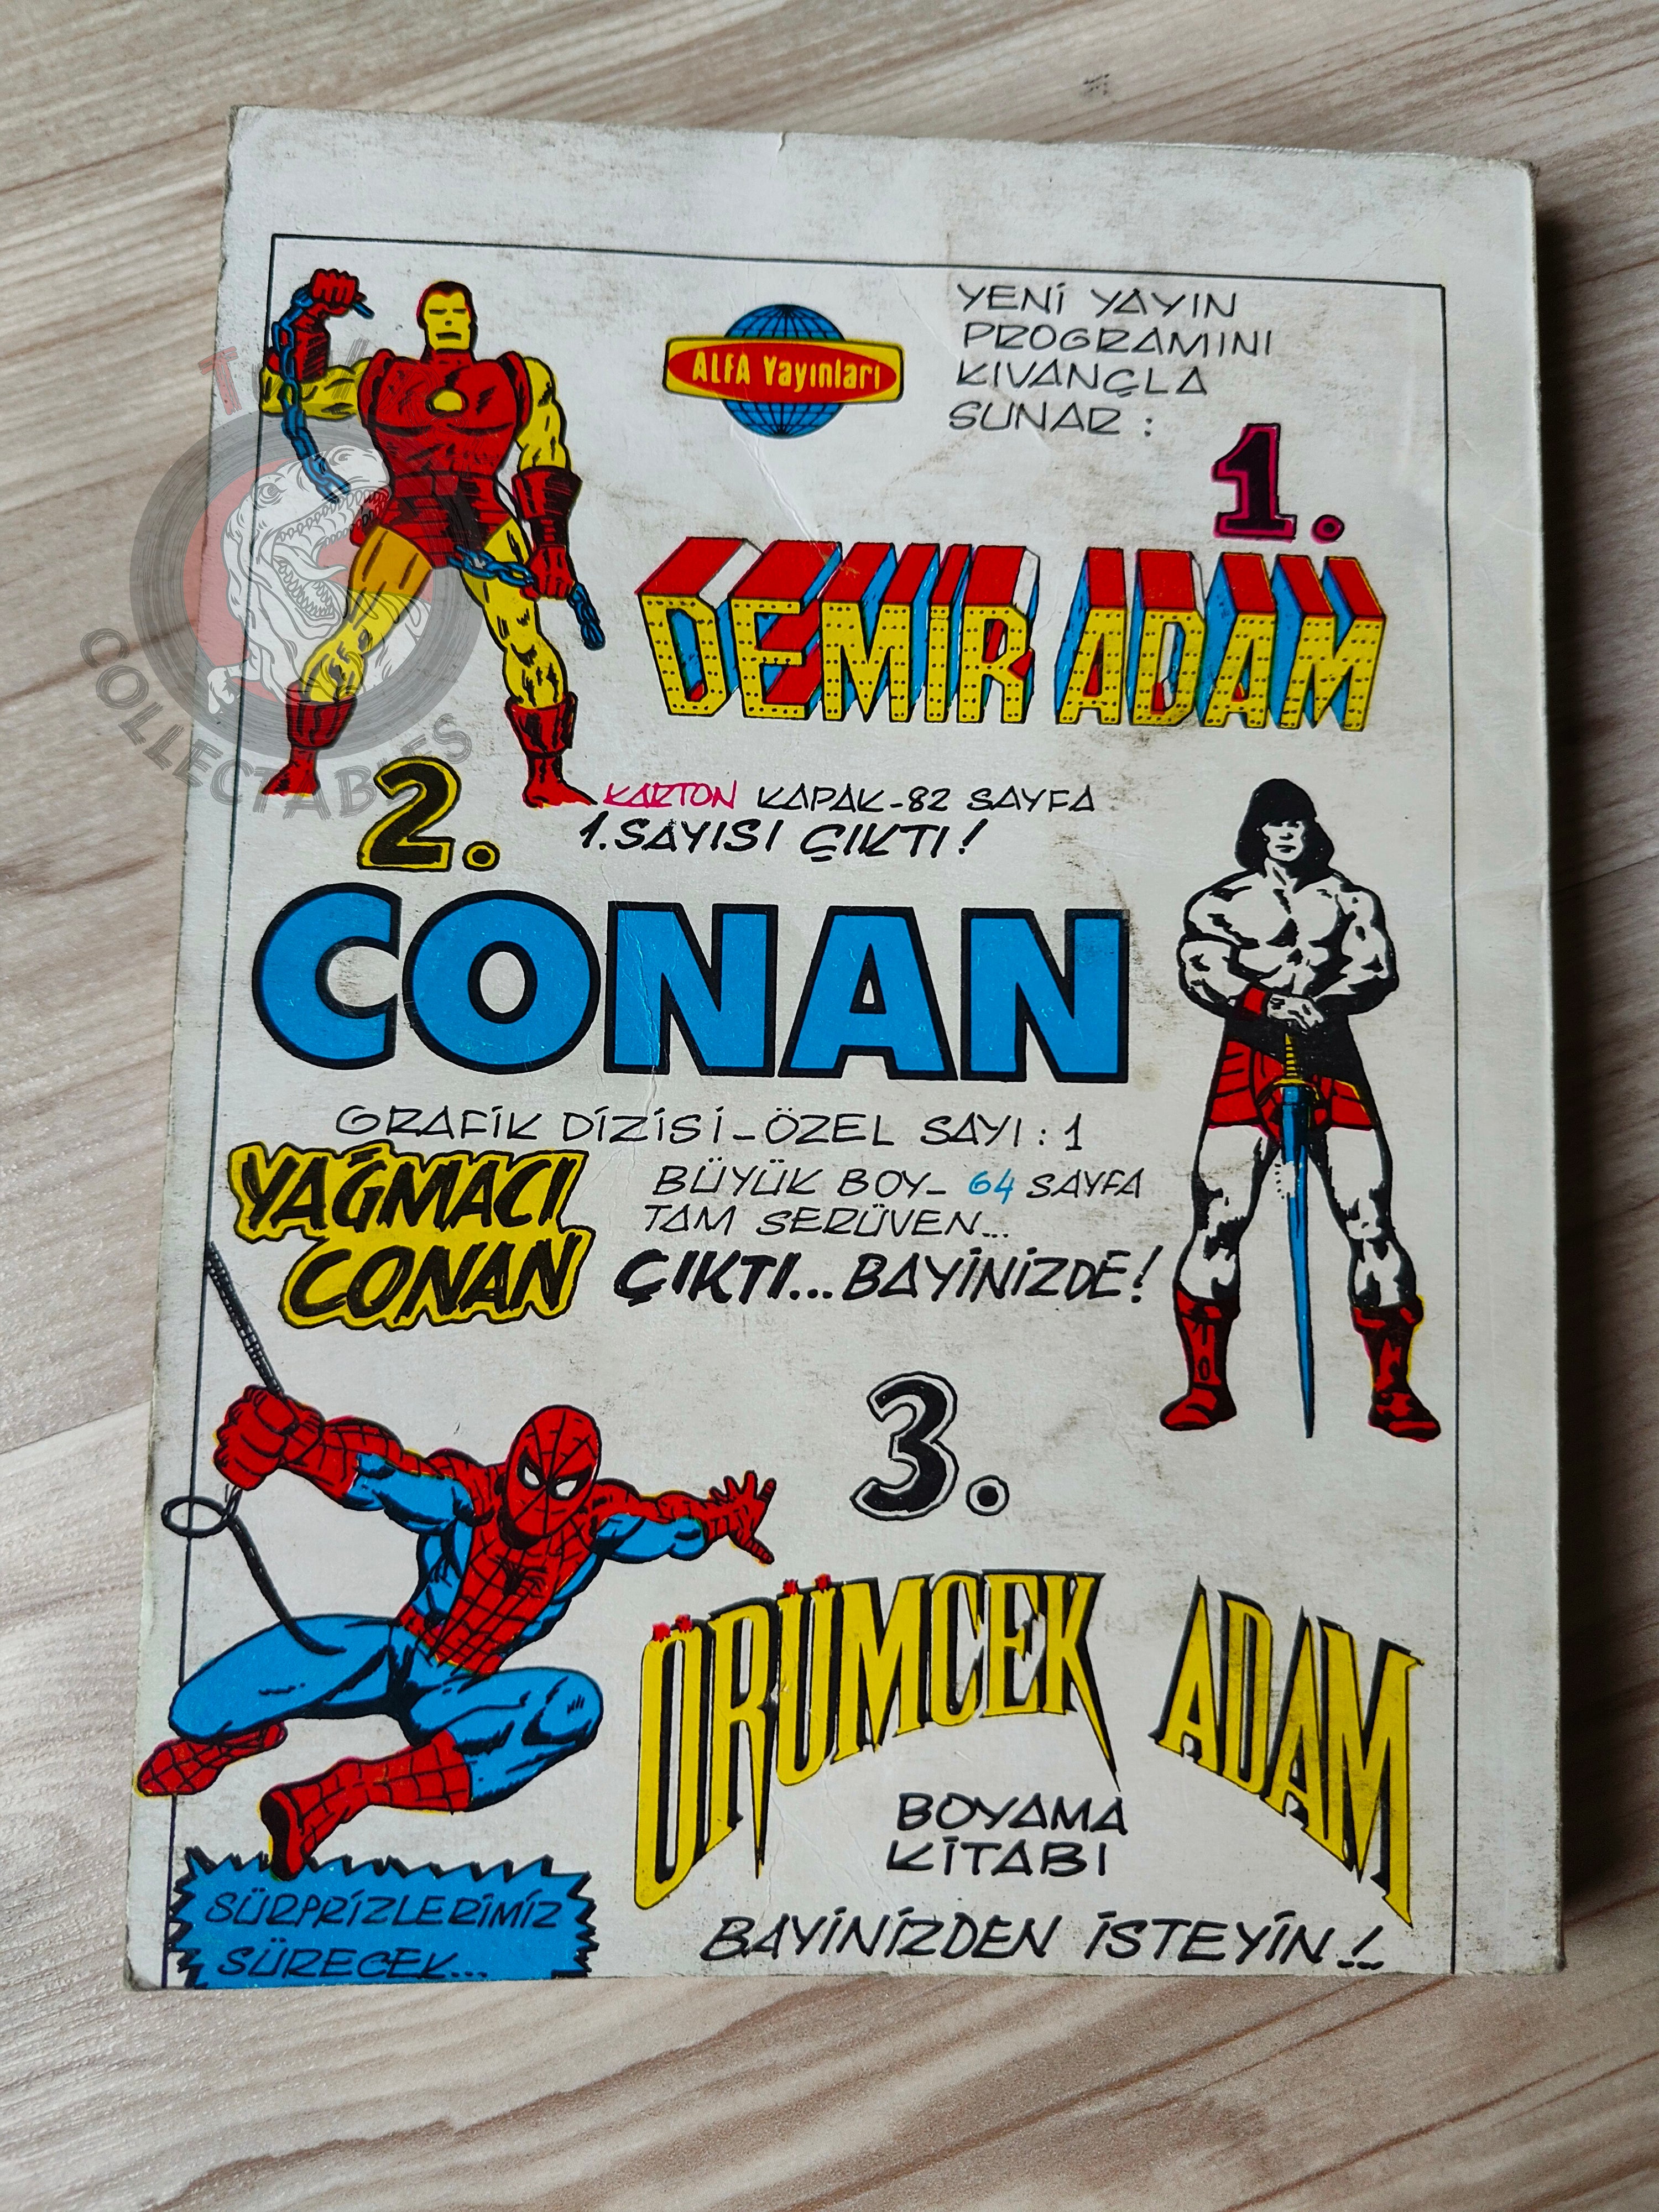 ALFA Yayınları
YENİ YAYIN
PROGRAMINI
KIVANÇLA
SUNAR :
1.
DEMİR ADAM
KARTON KAPAK-82 SAYFA
1.SAYISI ÇIKTI!
2.
CONAN
GRAFİK DİZİSİ-ÖZEL SAYI : 1
YAĞMACI
CONAN
BÜYÜK BOY- 64 SAYFA
TAM SERÜVEN...
ÇIKTI...BAYİNİZDE!
3.
ÖRÜMCEK ADAM
BOYAMA
KİTABI
BAYİNİZDEN İSTEYİN!..
SÜRPRİZLERİMİZ
SÜRECEK...
COLLECTABLES